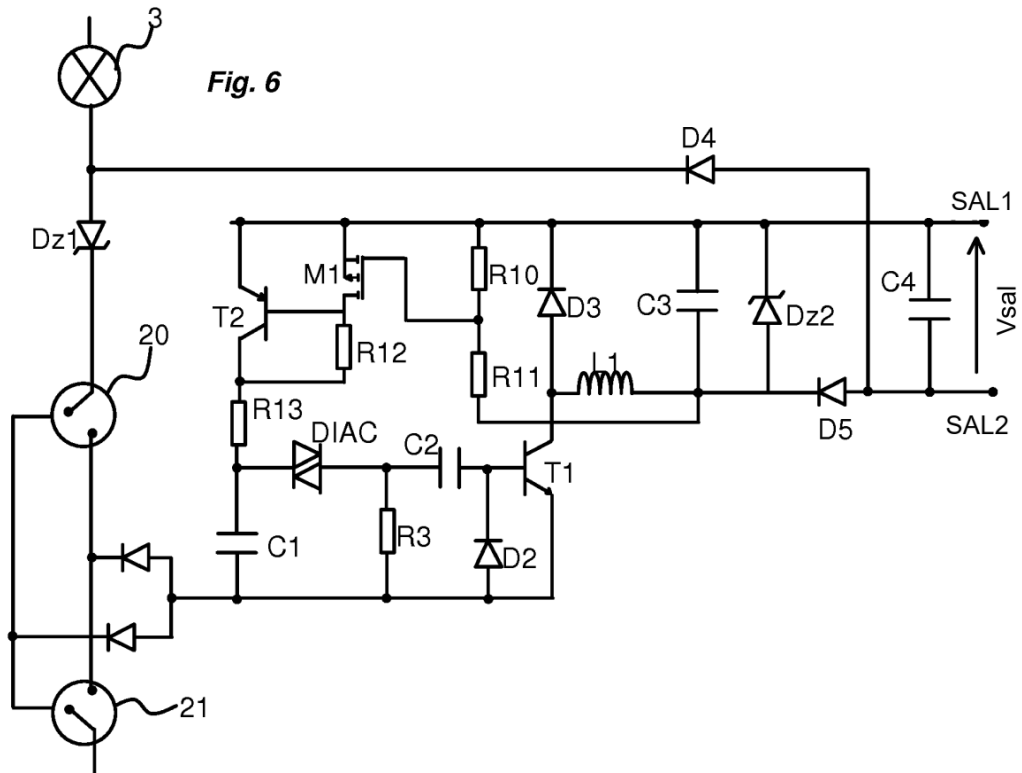 3
Fig. 6
D4
SAL1
Dz1
M1
R10
C4
T2
D3
C3
Dz2
Vsal
20
R12
R11
L1
R13
DIAC
C2
D5
SAL2
T1
C1
R3
D2
21